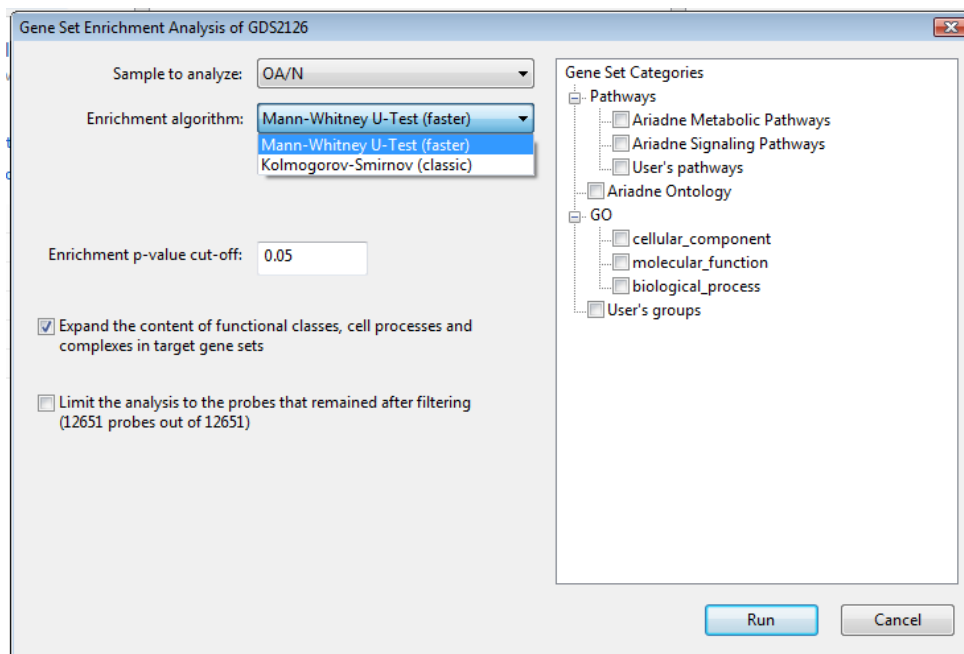 Gene Set Enrichment Analysis of GDS2126
Sample to analyze: OA/N
Enrichment algorithm: Mann-Whitney U-Test (faster)
Mann-Whitney U-Test (faster)
Kolmogorov-Smirnov (classic)
Enrichment p-value cut-off: 0.05
Expand the content of functional classes, cell processes and
complexes in target gene sets
Limit the analysis to the probes that remained after filtering
(12651 probes out of 12651)
Gene Set Categories
Pathways
Ariadne Metabolic Pathways
Ariadne Signaling Pathways
User's pathways
Ariadne Ontology
GO
cellular_component
molecular_function
biological_process
User's groups
Run
Cancel